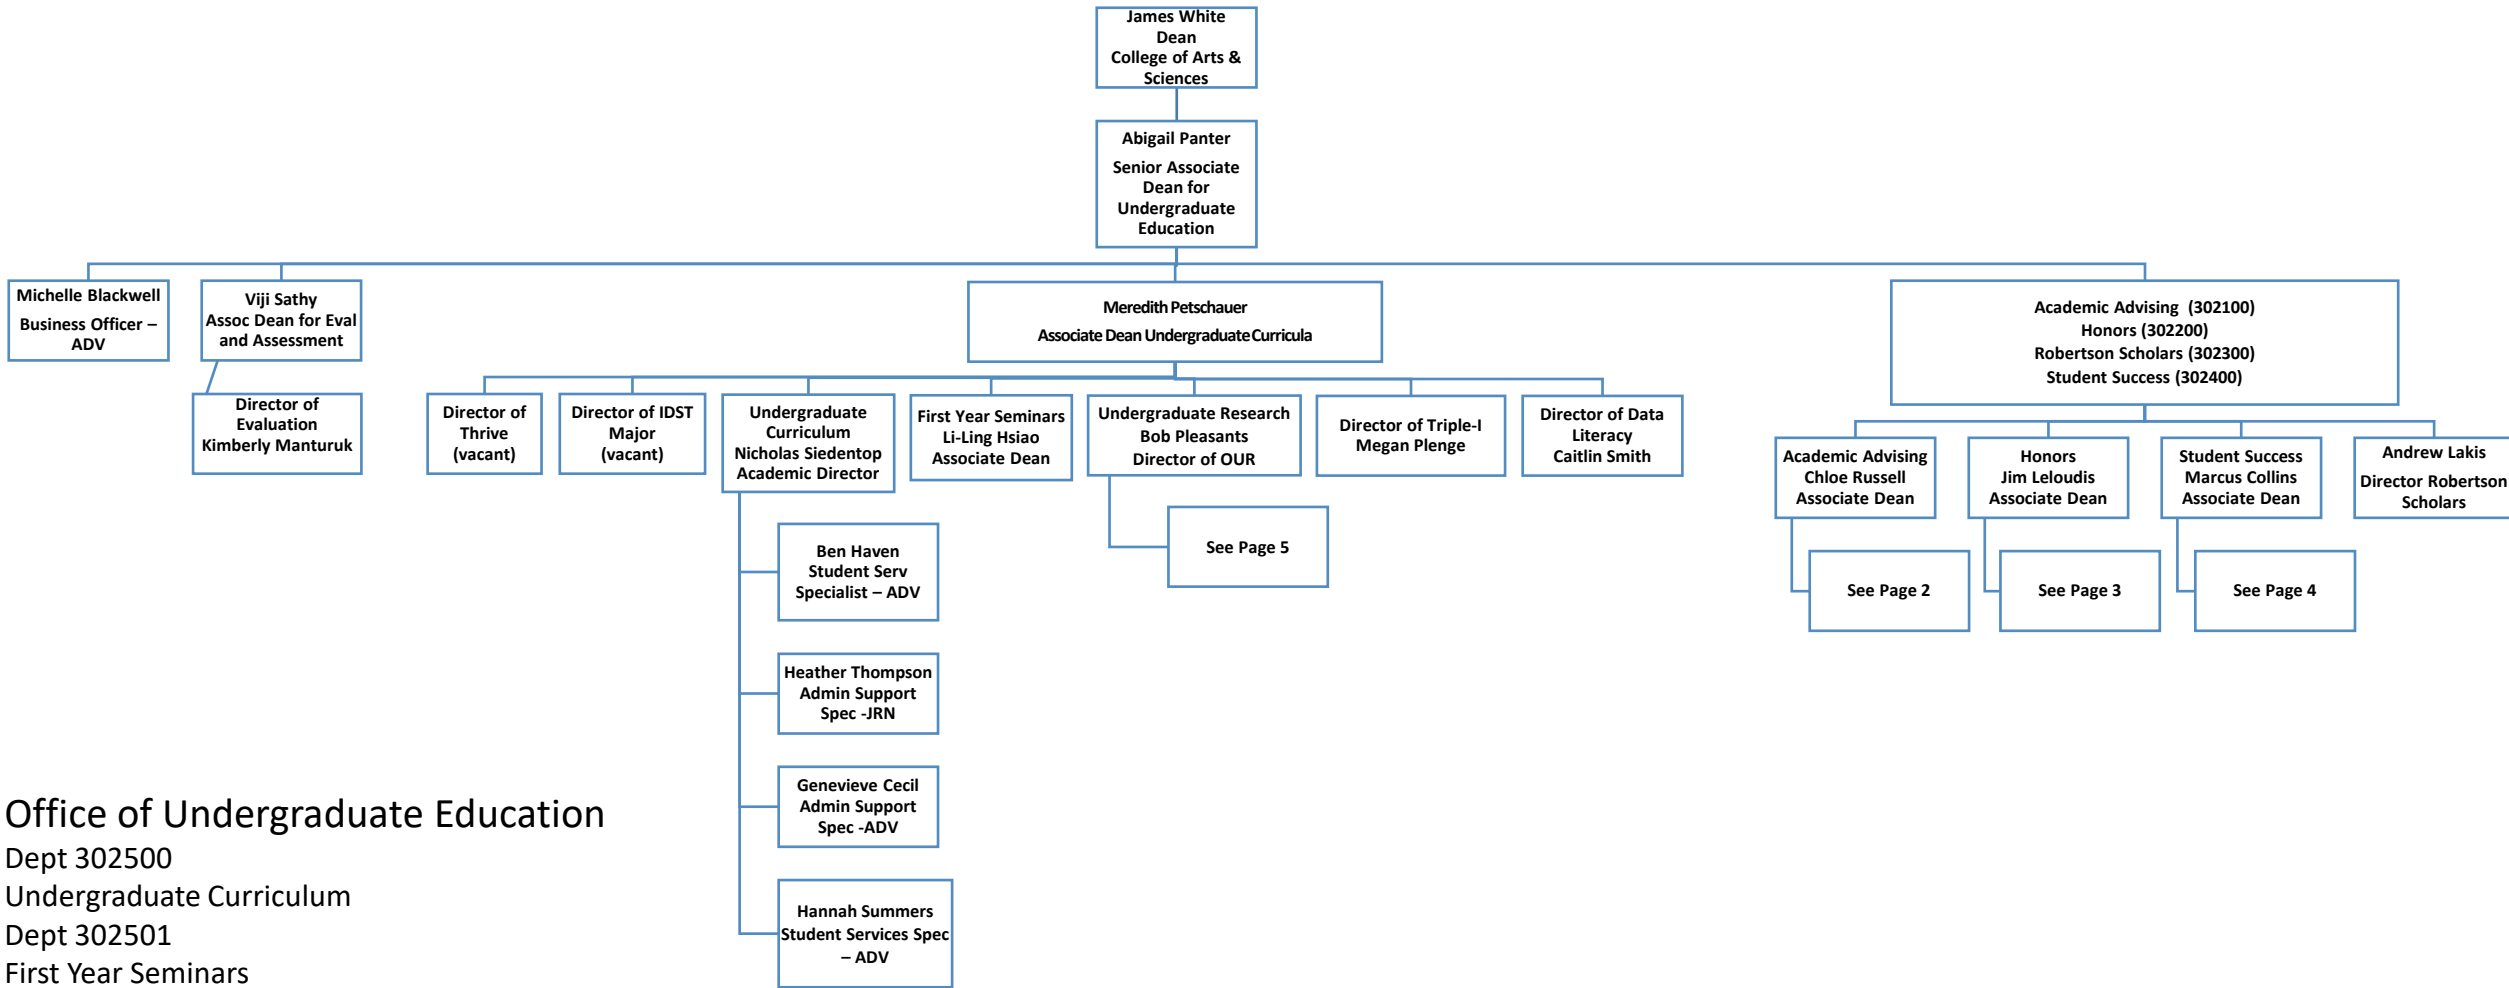 James White
Dean
College of Arts &
Sciences
Abigail Panter
Senior Associate
Dean for
Undergraduate
Education
Michelle Blackwell
Business Officer –
ADV
Viji Sathy
Assoc Dean for Eval
and Assessment
Meredith Petschauer
Associate Dean Undergraduate Curricula
Academic Advising (302100)
Honors (302200)
Robertson Scholars (302300)
Student Success (302400)
Director of
Evaluation
Kimberly Manturuk
Director of
Thrive
(vacant)
Director of IDST
Major
(vacant)
Undergraduate
Curriculum
Nicholas Siedentop
Academic Director
First Year Seminars
Li-Ling Hsiao
Associate Dean
Undergraduate Research
Bob Pleasants
Director of OUR
Director of Triple-I
Megan Plenge
Director of Data
Literacy
Caitlin Smith
Academic Advising
Chloe Russell
Associate Dean
Honors
Jim Leloudis
Associate Dean
Student Success
Marcus Collins
Associate Dean
Andrew Lakis
Director Robertson
Scholars
Ben Haven
Student Serv
Specialist – ADV
See Page 5
See Page 2
See Page 3
See Page 4
Heather Thompson
Admin Support
Spec -JRN
Genevieve Cecil
Admin Support
Spec -ADV
Hannah Summers
Student Services Spec
– ADV
Office of Undergraduate Education
Dept 302500
Undergraduate Curriculum
Dept 302501
First Year Seminars